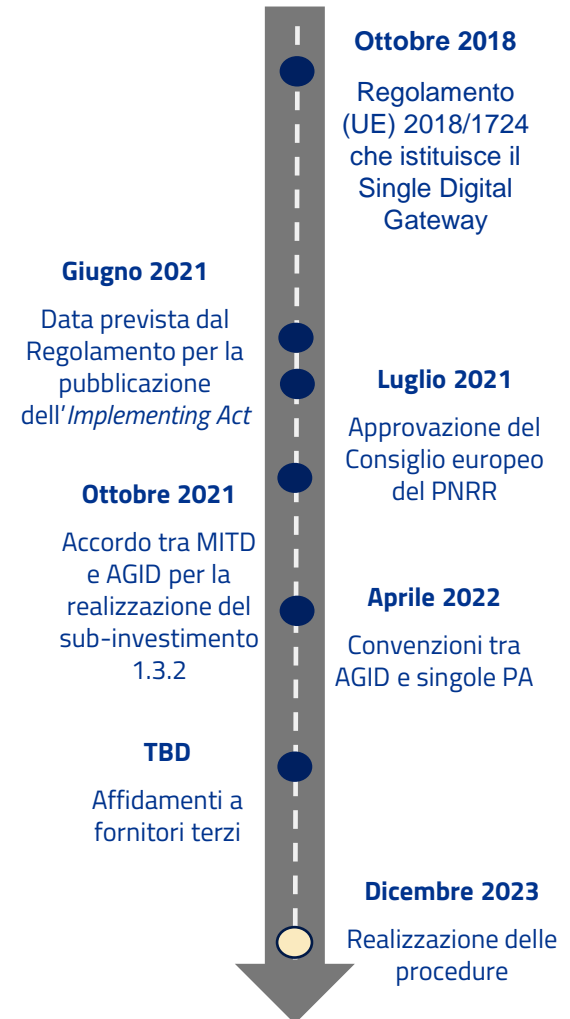 Ottobre 2018
Regolamento
(UE) 2018/1724
che istituisce il
Single Digital
Gateway
Giugno 2021
Data prevista dal
Regolamento per la
pubblicazione
dell'Implementing Act
Luglio 2021
Approvazione del
Consiglio europeo
del PNRR
Ottobre 2021
Accordo tra MITD
e AGID per la
realizzazione del
sub-investimento
1.3.2
Aprile 2022
Convenzioni tra
AGID e singole PA
TBD
Affidamenti a
fornitori terzi
Dicembre 2023
Realizzazione delle
procedure